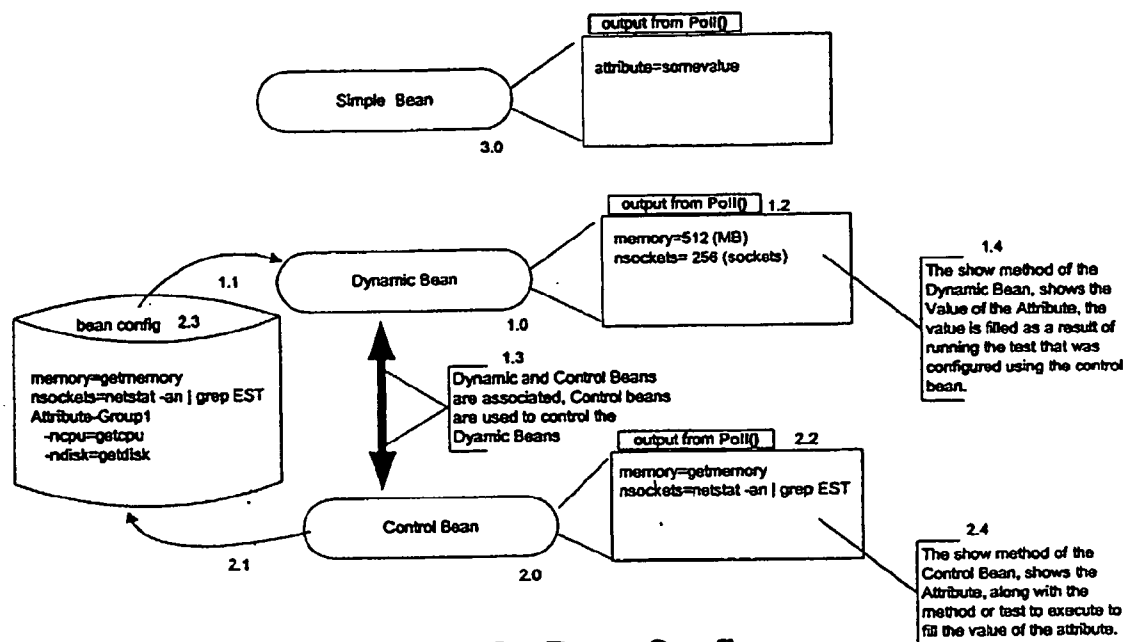 output from Poll()
attribute=somevalue
Simple Bean
3.0
output from Poll()
1.2
memory=512 (MB)
nsockets= 256 (sockets)
1.4
The show method of the
Dynamic Bean, shows the
Value of the Attribute, the
value is filled as a result of
running the test that was
configured using the control
bean.
1.1
Dynamic Bean
1.0
bean config
2.3
memory=getmemory
nsockets=netstat -an | grep EST
Attribute-Group1
-ncpu=getcpu
-ndisk=getdisk
1.3
Dynamic and Control Beans
are associated, Control beans
are used to control the
Dyamic Beans
output from Poll()
2.2
memory=getmemory
nsockets=netstat -an | grep EST
Control Bean
2.1
2.0
2.4
The show method of the
Control Bean, shows the
Attribute, along with the
method or test to execute to
fill the value of the attribute.